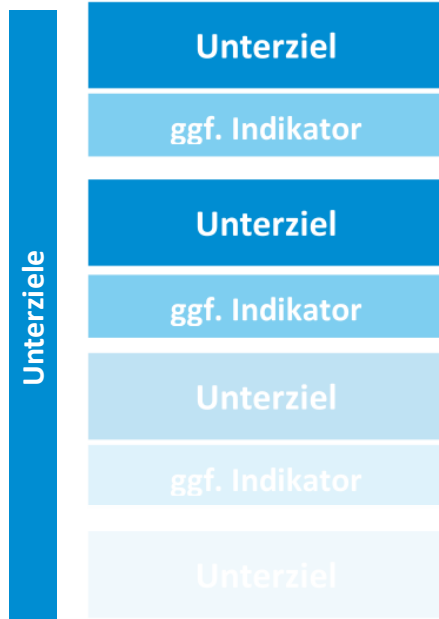 Unterziele
Unterziel
ggf. Indikator
Unterziel
ggf. Indikator
Unterziel
ggf. Indikator
Unterziel